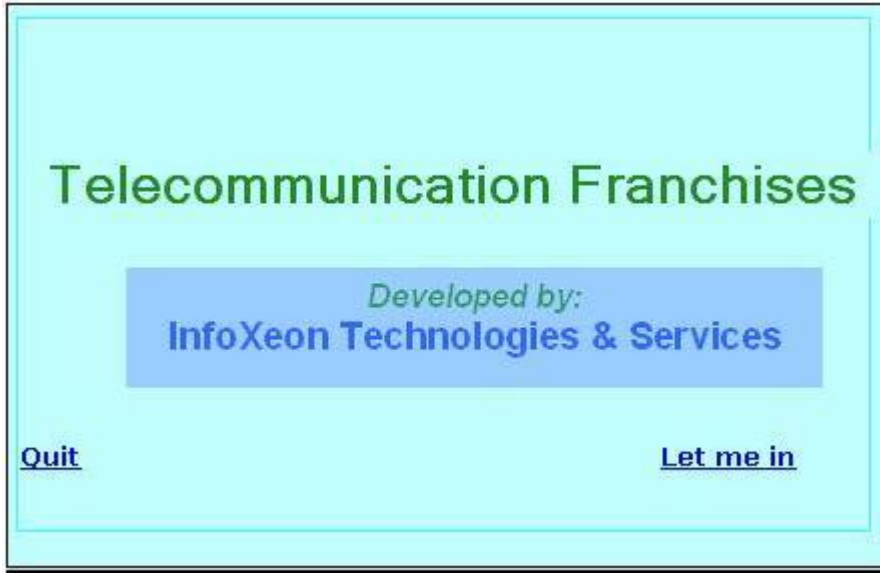 Telecommunication Franchises
Developed by:
InfoXeon Technologies & Services
Quit
Let me in